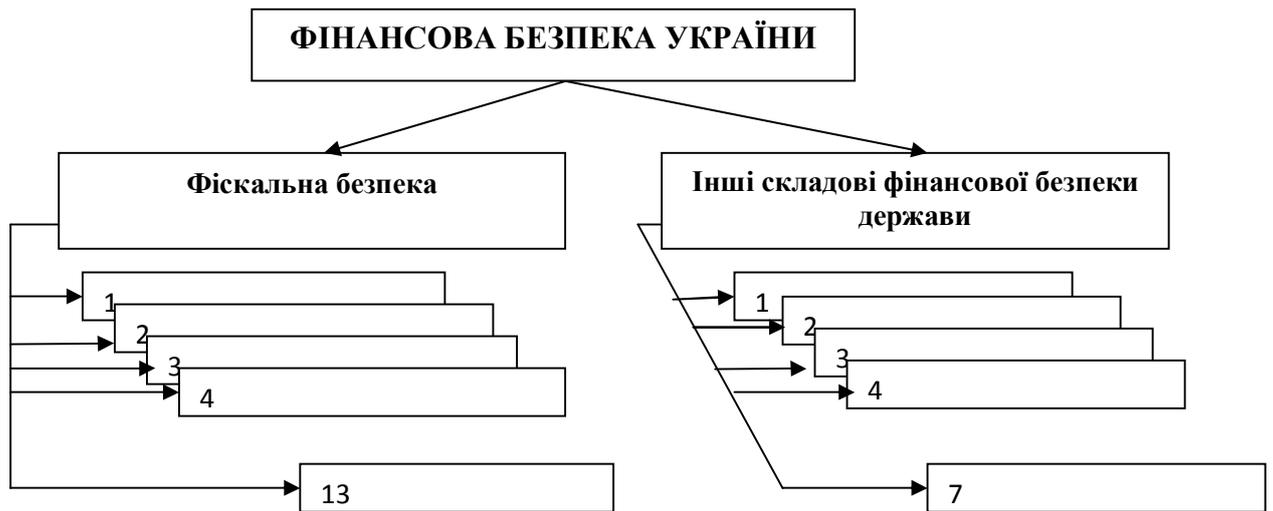 ФІНАНСОВА БЕЗПЕКА УКРАЇНИ
Фіскальна безпека
Інші складові фінансової безпеки
держави
1
2
3
4
13
1
2
3
4
7